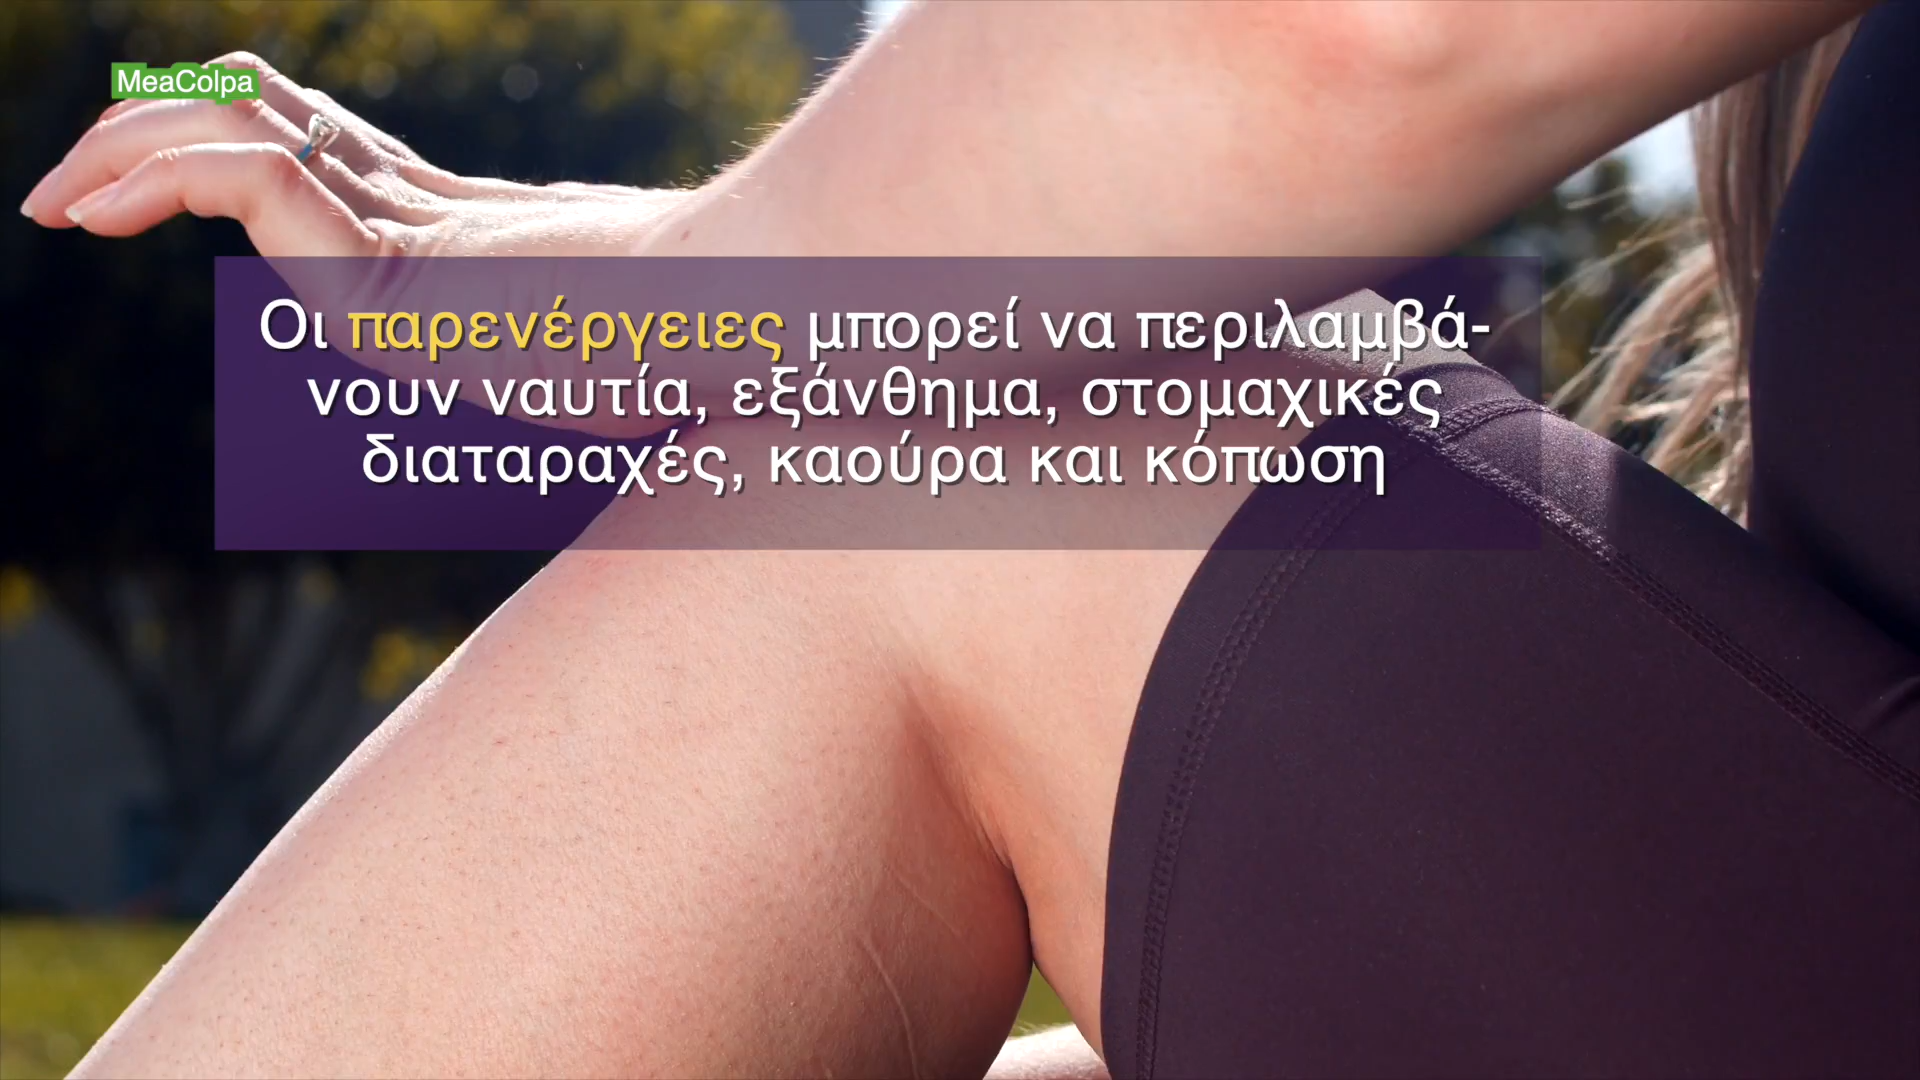 MeaColpa
Οι παρενέργειες μπορεί να περιλαμβά-
νουν ναυτία, εξάνθημα, στομαχικές
διαταραχές, καούρα και κόπωση